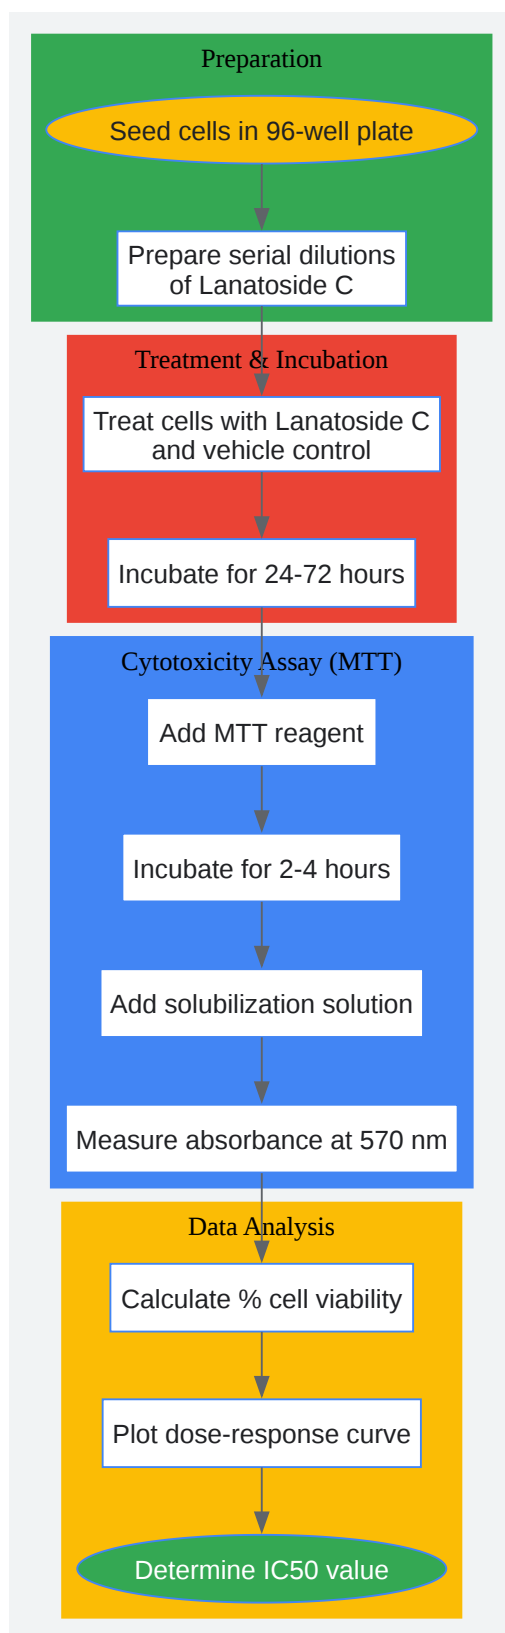 Preparation
Seed cells in 96-well plate
Prepare serial dilutions
of Lanatoside C
Treatment & Incubation
Treat cells with Lanatoside C
and vehicle control
Incubate for 24-72 hours
Cytotoxicity Assay (MTT)
Add MTT reagent
Incubate for 2-4 hours
Add solubilization solution
Measure absorbance at 570 nm
Data Analysis
Calculate % cell viability
Plot dose-response curve
Determine IC50 value